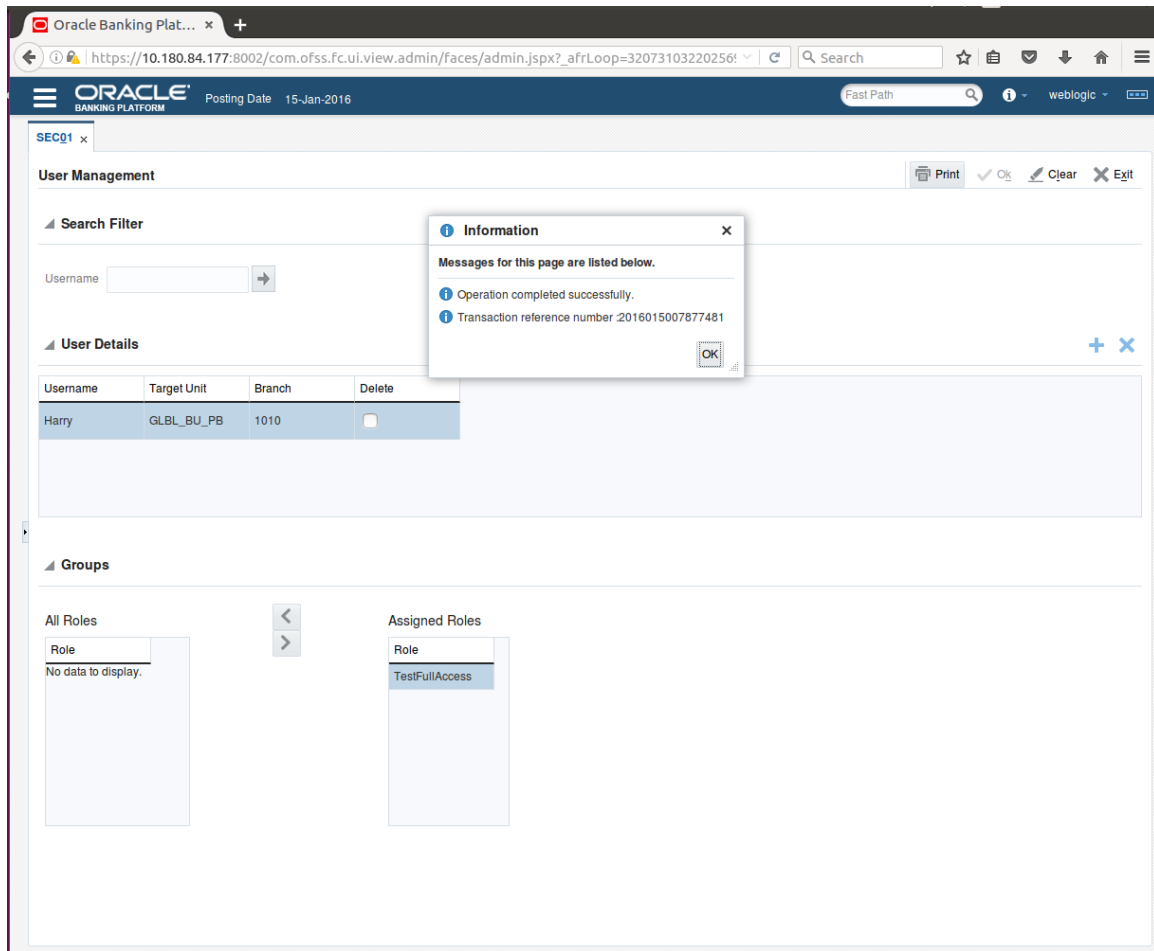 Oracle Banking Plat... × +
https://10.180.84.177:8002/com.ofss.fc.ui.view.admin/faces/admin.jspx?_afrLoop=32073103220256 Search
ORACLE BANKING PLATFORM Posting Date 15-Jan-2016 Fast Path weblogic
SEC01 ×
User Management Print Ok Clear Exit
Search Filter
Username
Information
Messages for this page are listed below.
Operation completed successfully.
Transaction reference number :2016015007877481
OK
User Details
Username Target Unit Branch Delete
Harry GLBL_BU_PB 1010
Groups
All Roles
Role
No data to display.
Assigned Roles
Role
TestFullAccess